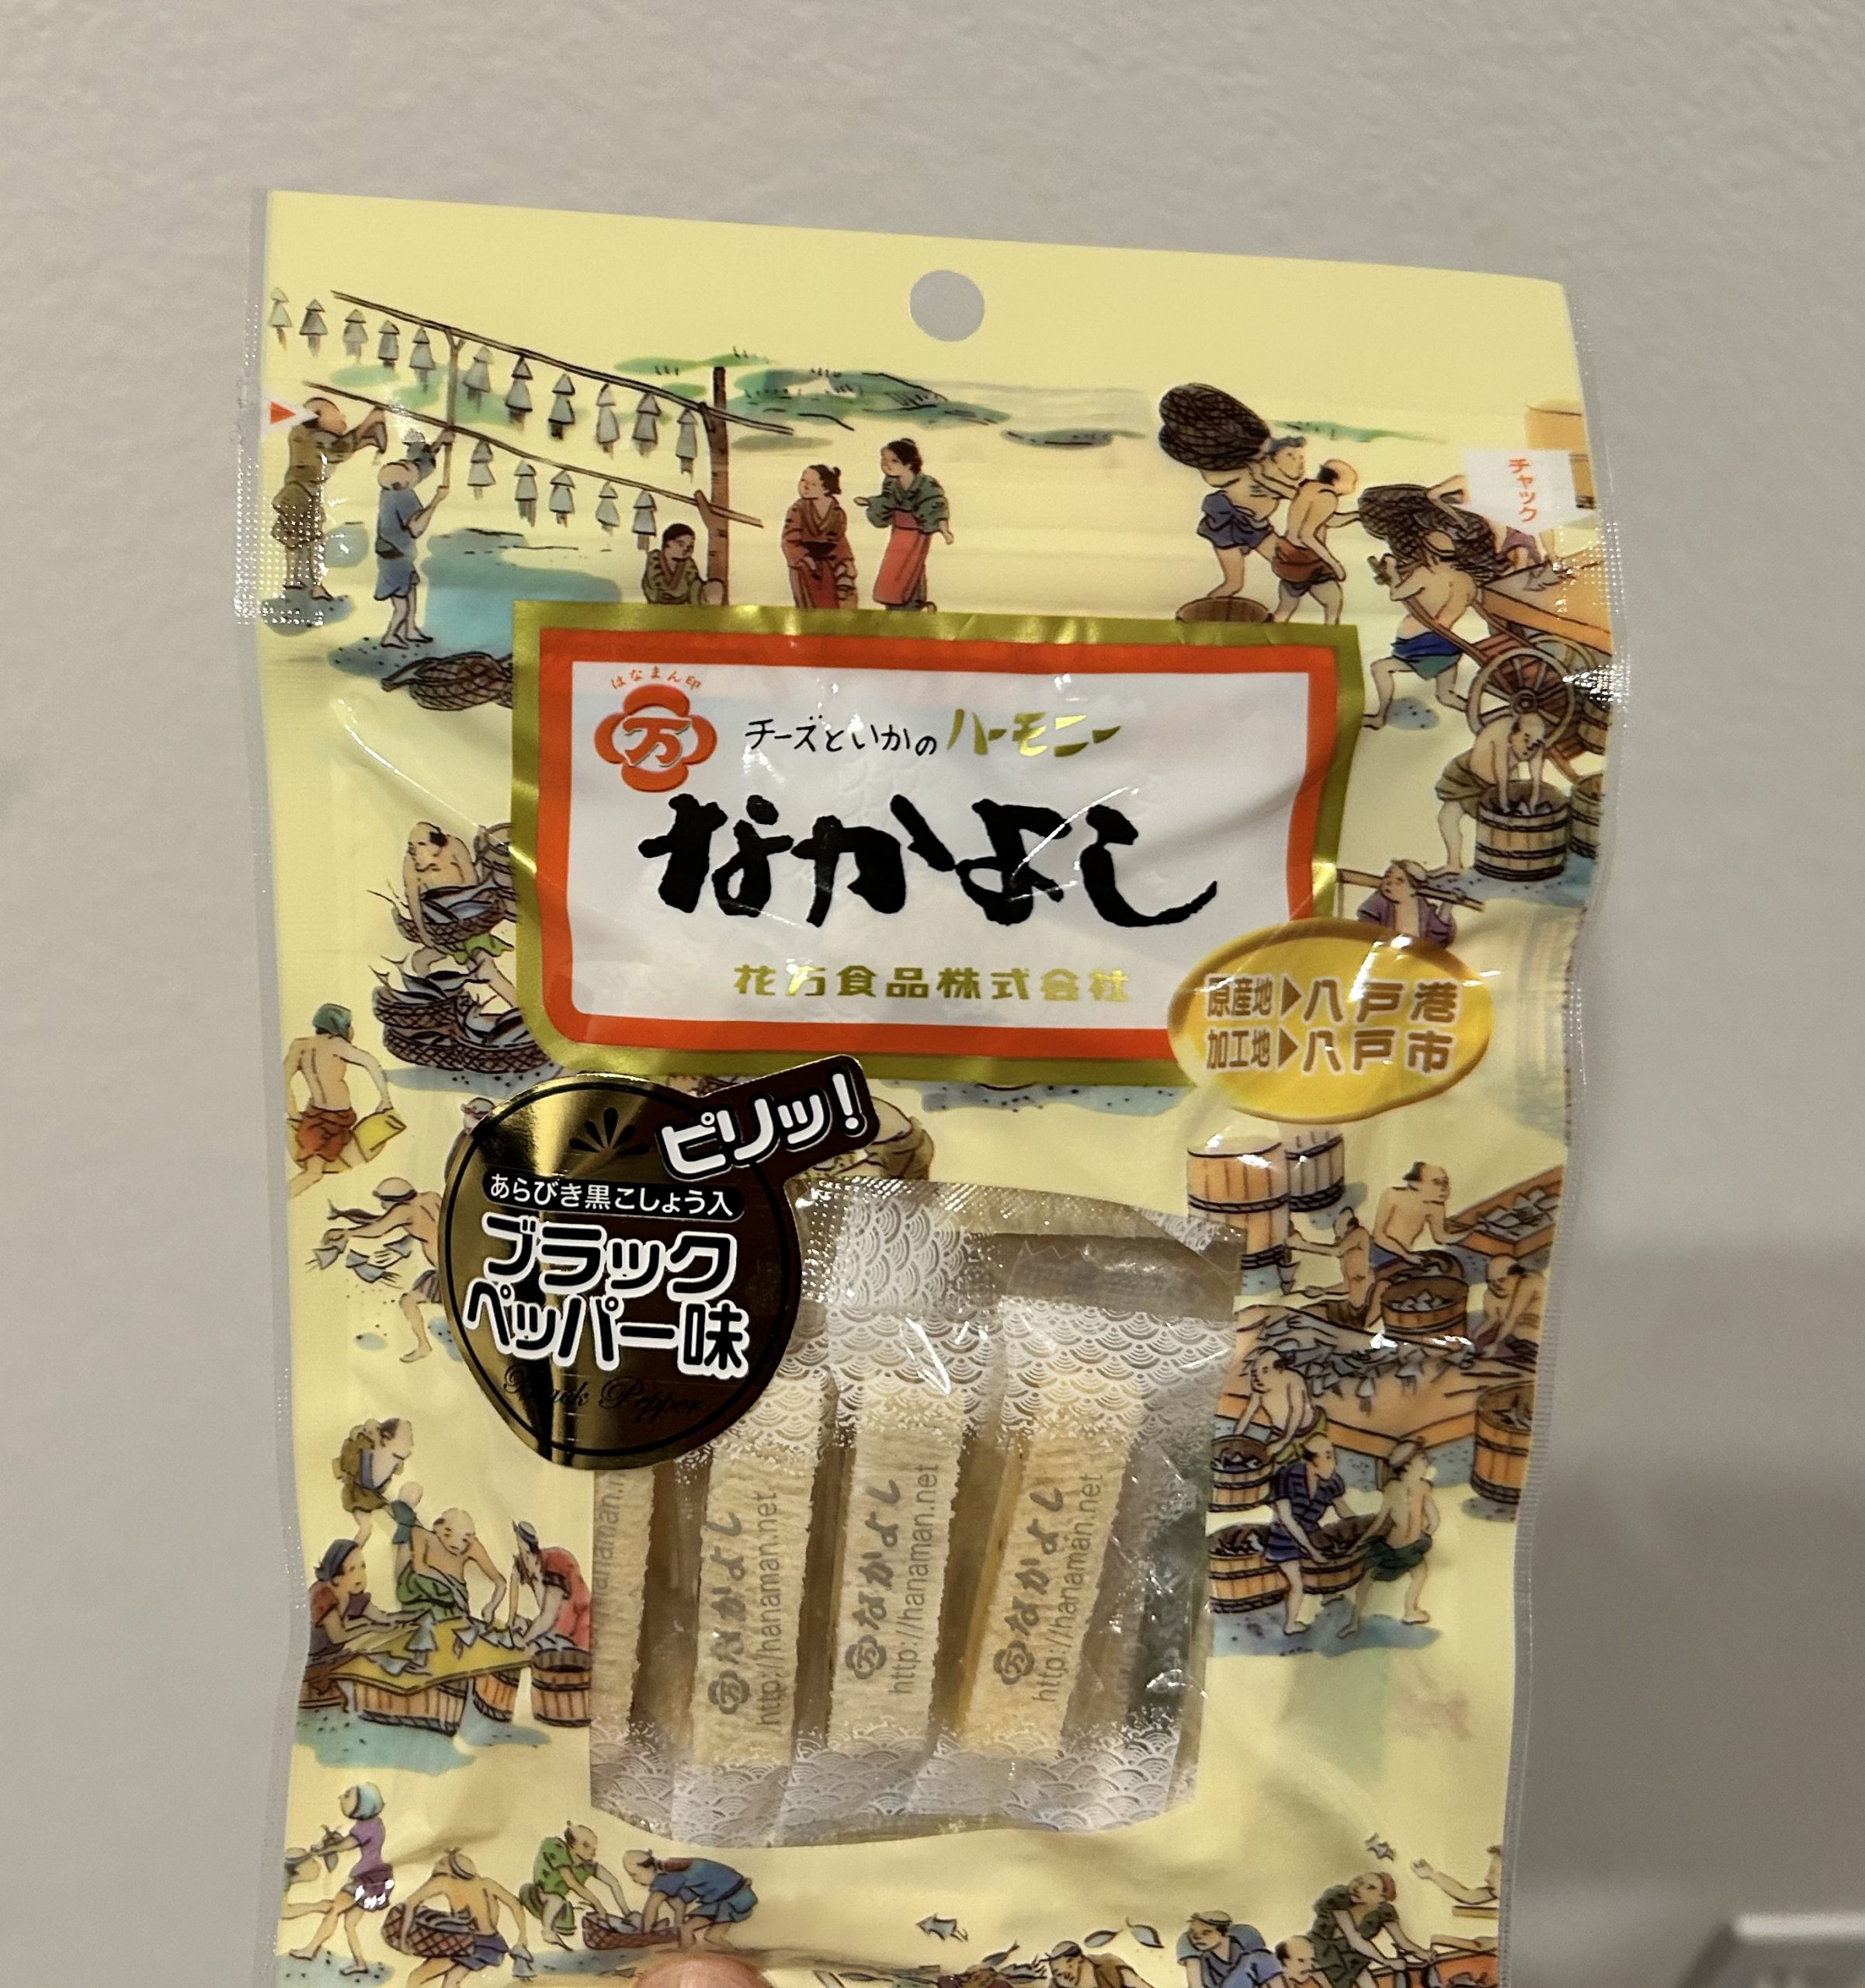 チャック
はなまん印
万
チーズといかのハーモニー
なかよし
花万食品株式会社
原産地▶八戸港
加工地▶八戸市
ピリッ!
あらびき黒こしょう入
ブラック
ペッパー味
Black Pepper
hanaman.n
万なかよし
http://hanaman.net
万なかよし
http://hanaman.net
万なかよし
http://hanaman.net